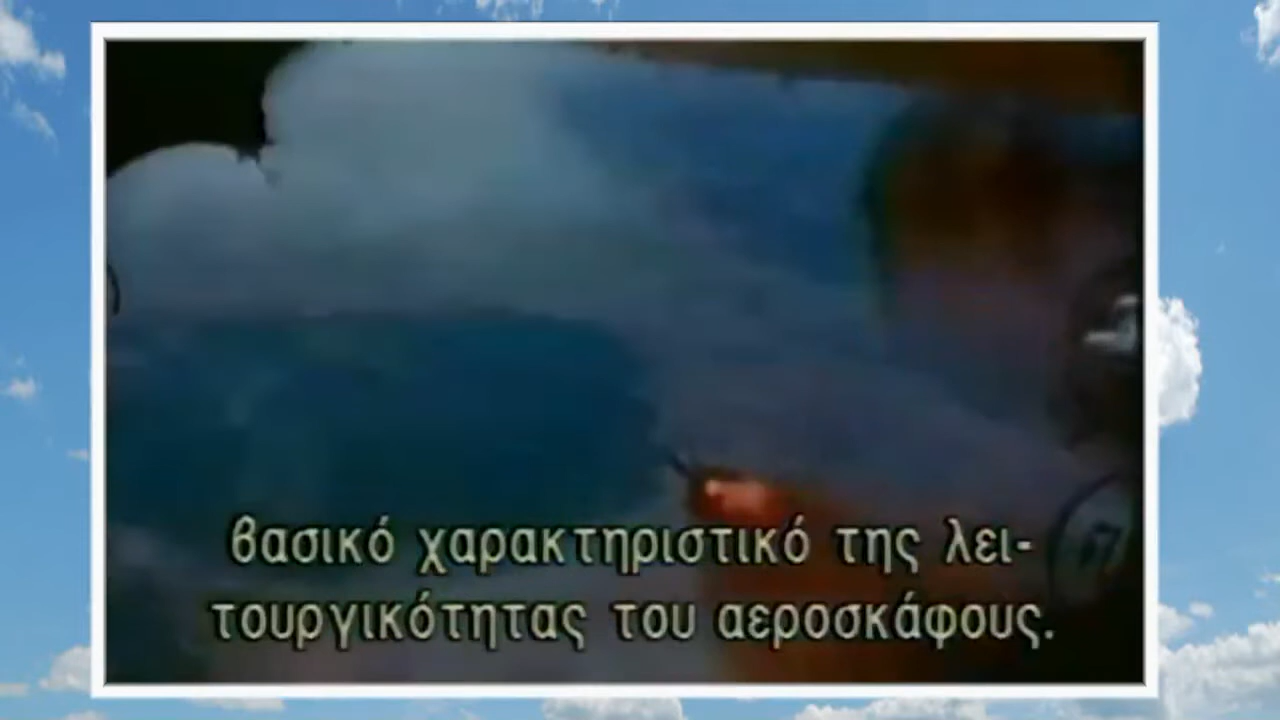 βασικό χαρακτηριστικό της λει-
τουργικότητας του αεροσκάφους.